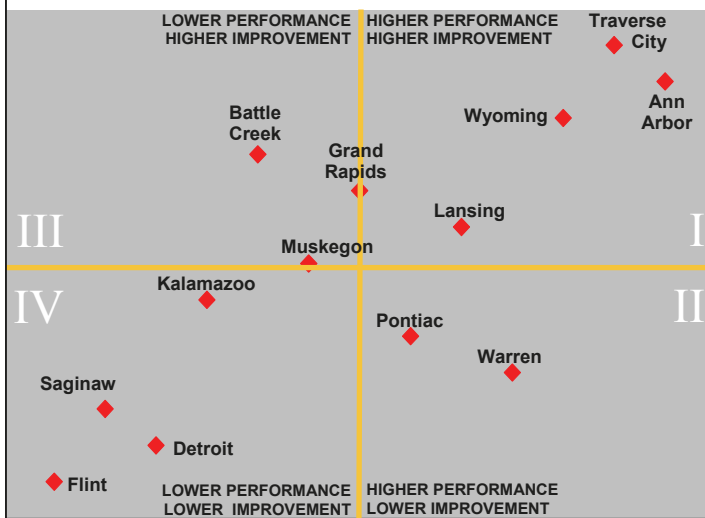 LOWER PERFORMANCE
HIGHER IMPROVEMENT
HIGHER PERFORMANCE
HIGHER IMPROVEMENT
Traverse
City
Ann
Arbor
Wyoming
Battle
Creek
Grand
Rapids
Lansing
III
I
Muskegon
IV
II
Kalamazoo
Pontiac
Warren
Saginaw
Detroit
Flint
LOWER PERFORMANCE
LOWER IMPROVEMENT
HIGHER PERFORMANCE
LOWER IMPROVEMENT